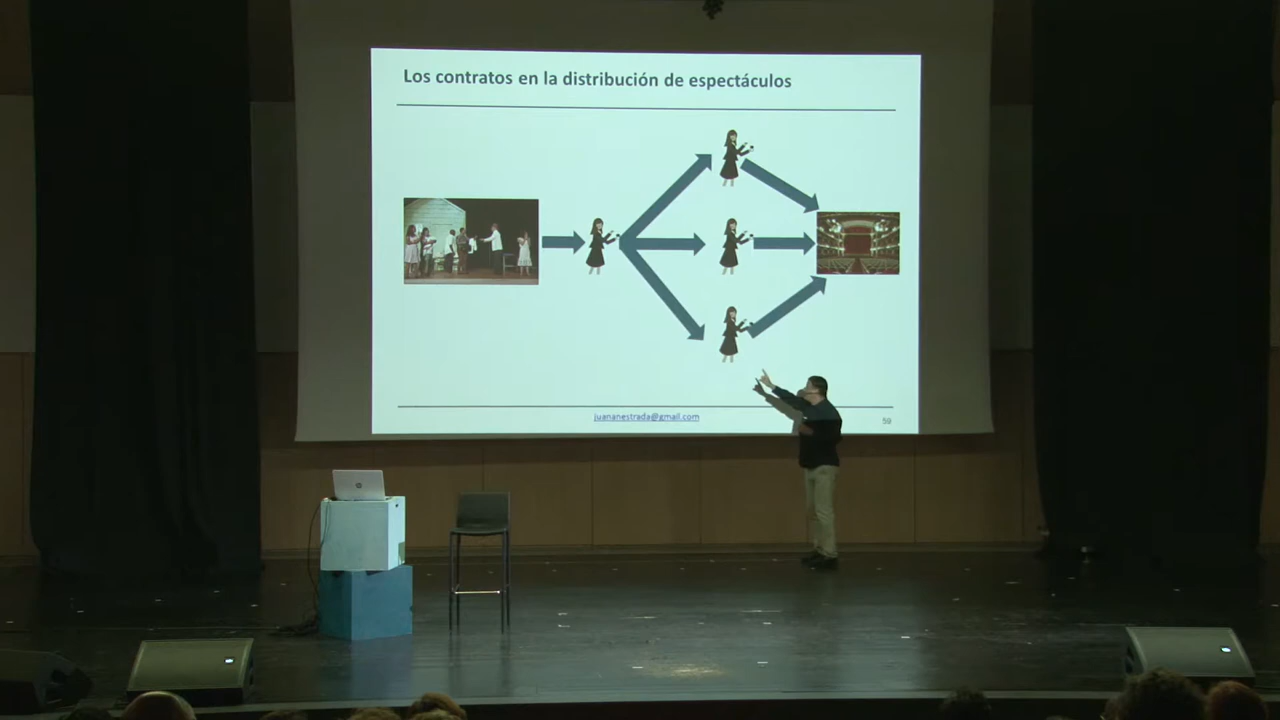 Los contratos en la distribución de espectáculos
juananestrada@gmail.com
59